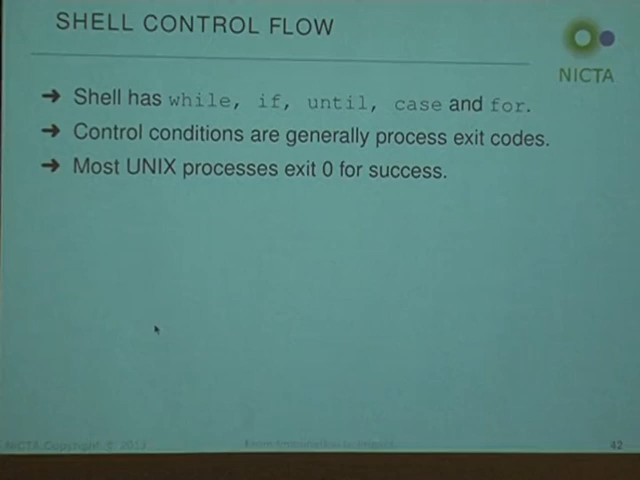 SHELL CONTROL FLOW
NICTA
➔ Shell has while, if, until, case and for.
➔ Control conditions are generally process exit codes.
➔ Most UNIX processes exit 0 for success.
NICTA Copyright © 2013
42